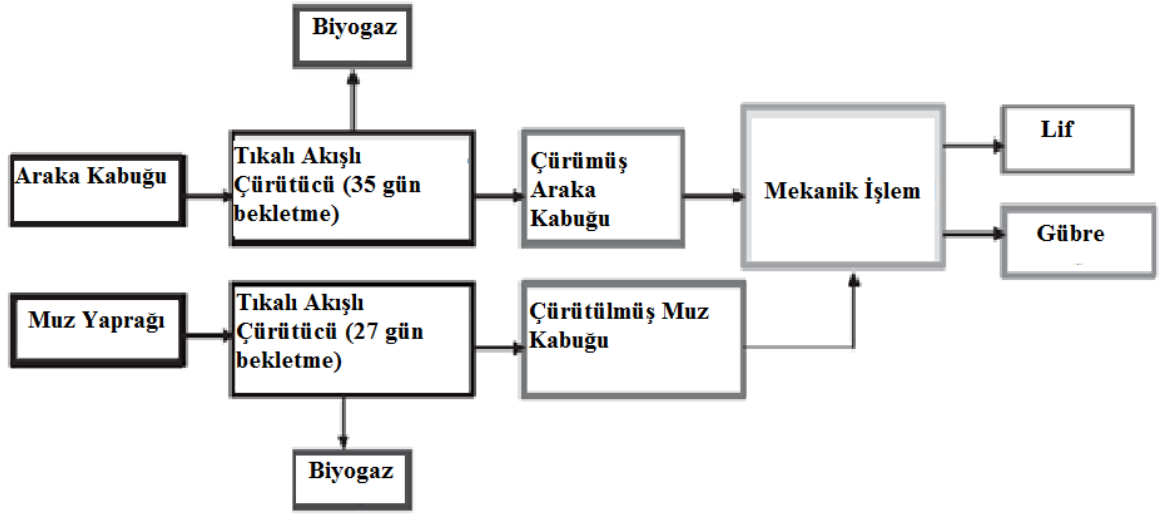 Biyogaz
Araka Kabuğu
Tıkalı Akışlı
Çürütücü (35 gün
bekletme)
Çürümüş
Araka
Kabuğu
Mekanik İşlem
Lif
Gübre
Muz Yaprağı
Tıkalı Akışlı
Çürütücü (27 gün
bekletme)
Çürütülmüş Muz
Kabuğu
Biyogaz